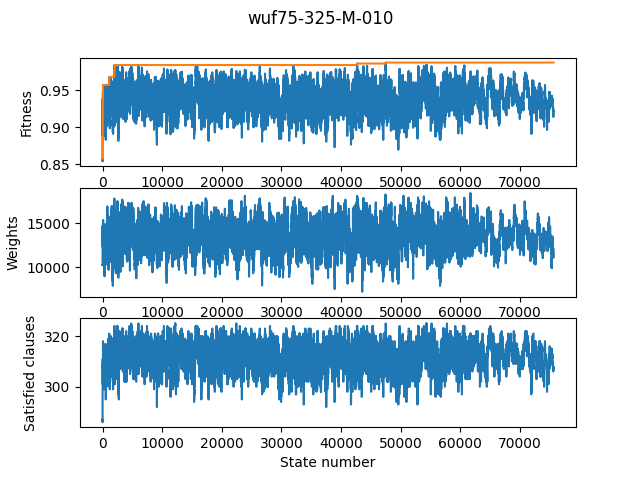 wuf75-325-M-010
Fitness
0.95
0.90
0.85
0 10000 20000 30000 40000 50000 60000 70000
Weights
15000
10000
0 10000 20000 30000 40000 50000 60000 70000
Satisfied clauses
320
300
0 10000 20000 30000 40000 50000 60000 70000
State number